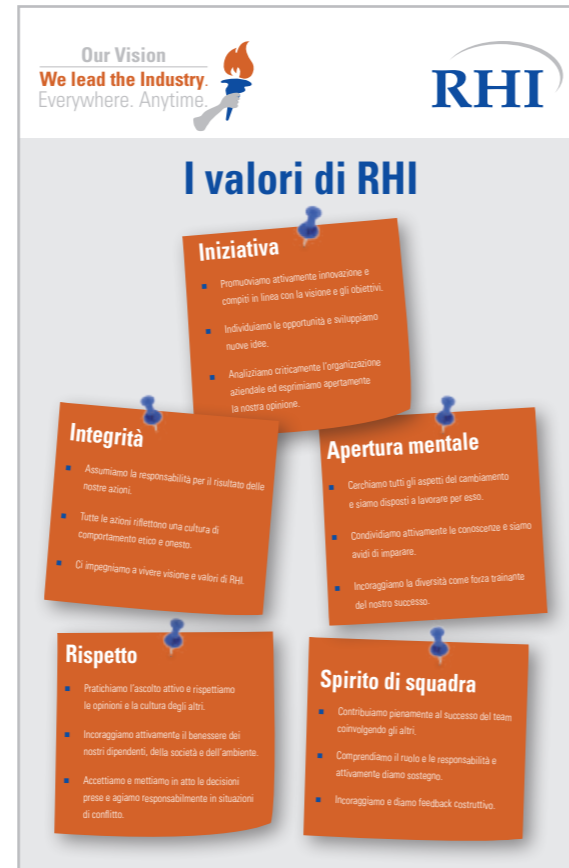 Our Vision
We lead the Industry.
Everywhere. Anytime.
RHI
I valori di RHI
Iniziativa
Promuoviamo attivamente innovazione e
compiti in linea con la visione e gli obiettivi.
Individuiamo le opportunità e sviluppiamo
nuove idee.
Analizziamo criticamente l'organizzazione
aziendale ed esprimiamo apertamente
la nostra opinione.
Integrità
Assumiamo la responsabilità per il risultato delle
nostre azioni.
Tutte le azioni riflettono una cultura di
comportamento etico e onesto.
Ci impegniamo a vivere visione e valori di RHI.
Apertura mentale
Cerchiamo tutti gli aspetti del cambiamento
e siamo disposti a lavorare per esso.
Condividiamo attivamente le conoscenze e siamo
avidi di imparare.
Incoraggiamo la diversità come forza trainante
del nostro successo.
Rispetto
Pratichiamo l'ascolto attivo e rispettiamo
le opinioni e la cultura degli altri.
Incoraggiamo attivamente il benessere dei
nostri dipendenti, della società e dell'ambiente.
Accettiamo e mettiamo in atto le decisioni
prese e agiamo responsabilmente in situazioni
di conflitto.
Spirito di squadra
Contribuiamo pienamente al successo del team
coinvolgendo gli altri.
Comprendiamo il ruolo e le responsabilità e
attivamente diamo sostegno.
Incoraggiamo e diamo feedback costruttivo.